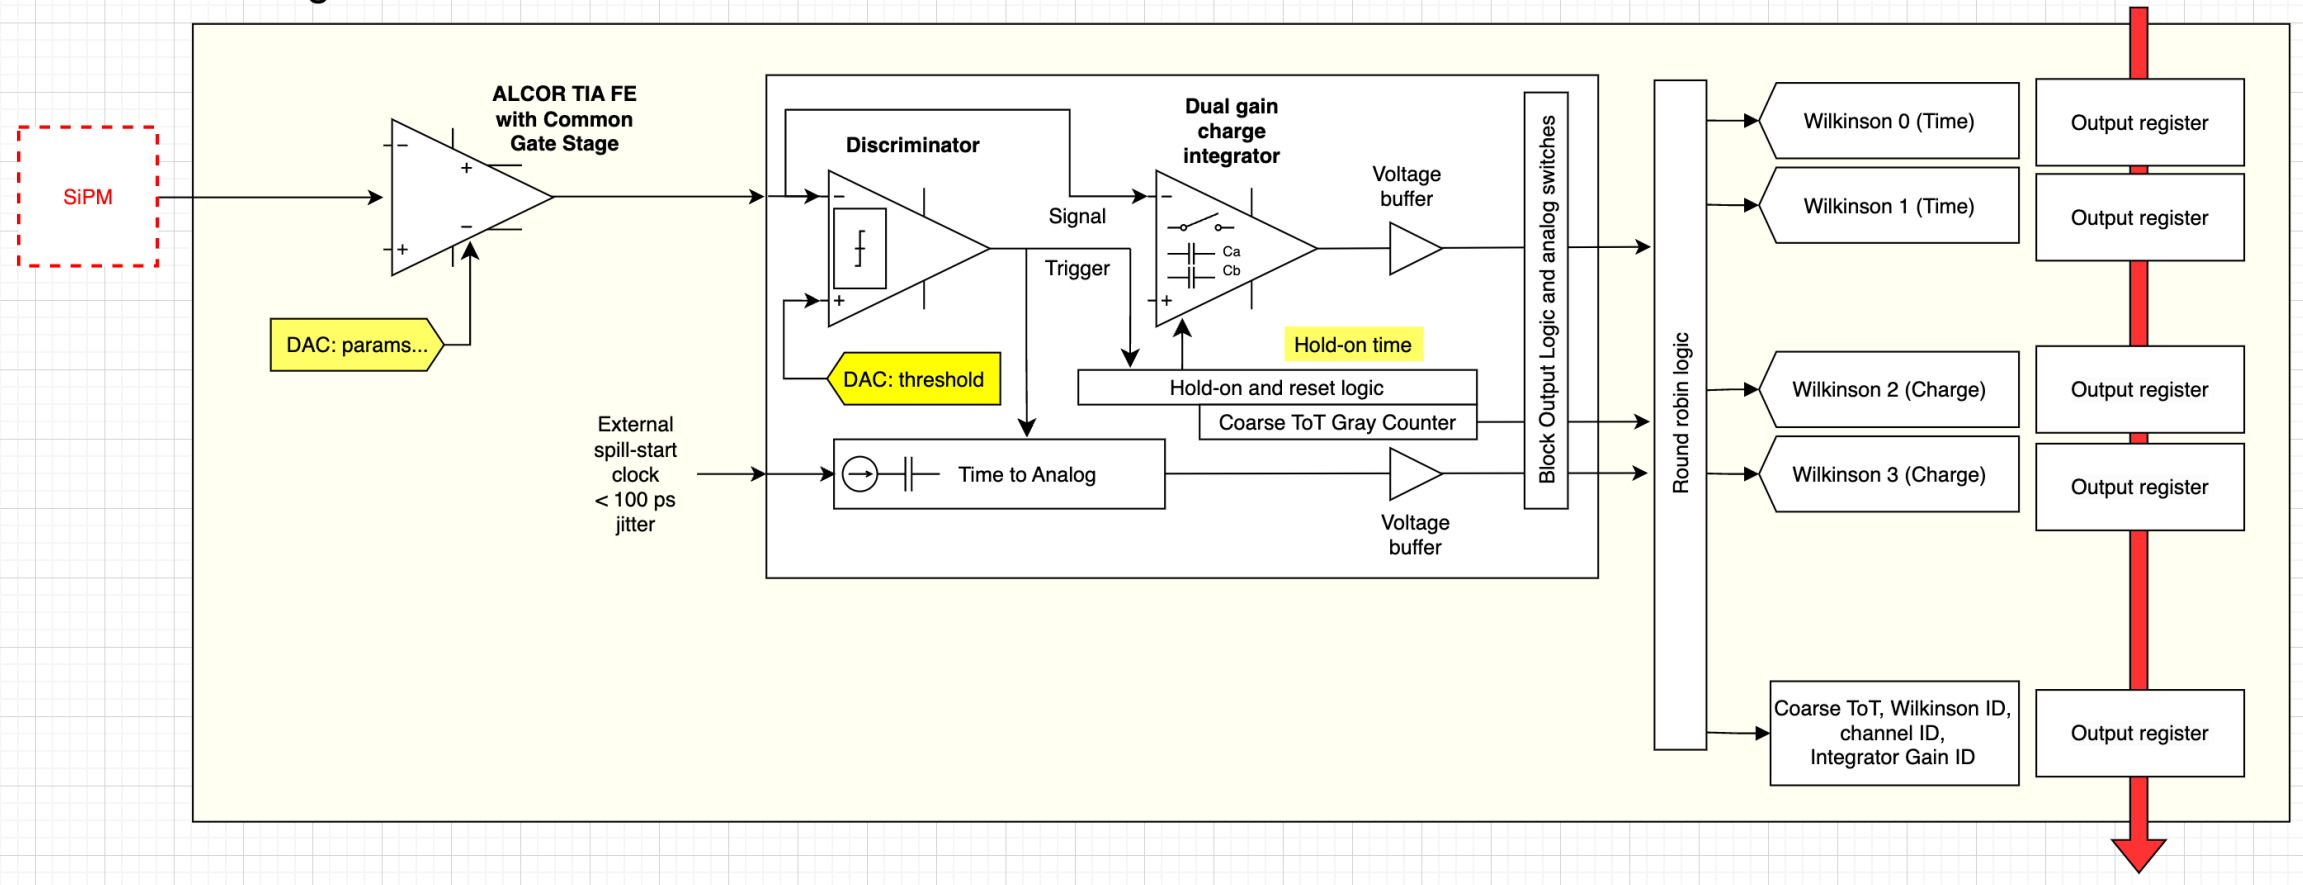 SiPM
ALCOR TIA FE
with Common
Gate Stage
DAC: params...
Discriminator
DAC: threshold
Signal
Trigger
Dual gain
charge
integrator
Ca
Cb
Voltage
buffer
Hold-on time
Hold-on and reset logic
Coarse ToT Gray Counter
External
spill-start
clock
< 100 ps
jitter
Time to Analog
Voltage
buffer
Block Output Logic and analog switches
Round robin logic
Wilkinson 0 (Time)
Output register
Wilkinson 1 (Time)
Output register
Wilkinson 2 (Charge)
Output register
Wilkinson 3 (Charge)
Output register
Coarse ToT, Wilkinson ID,
channel ID,
Integrator Gain ID
Output register